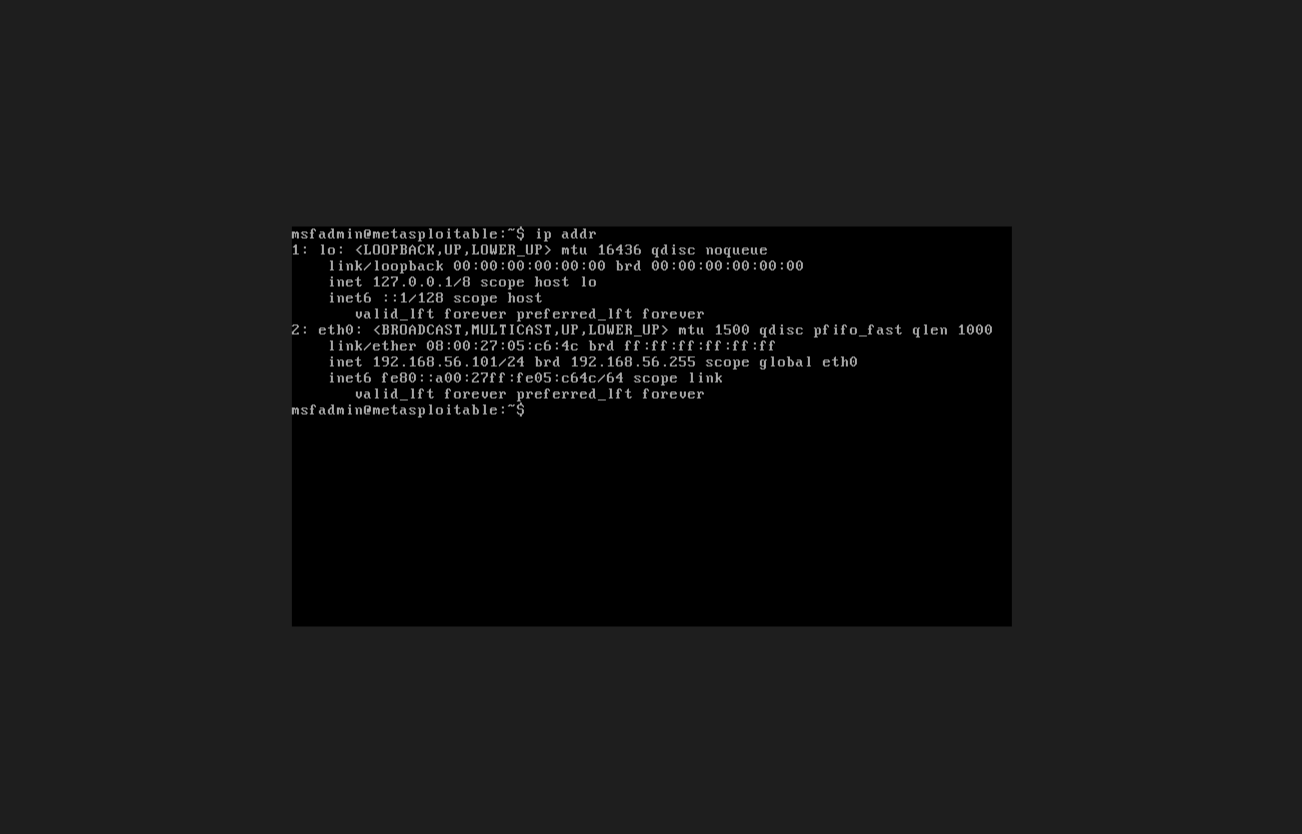 msfadmin@metasploitable:~$ ip addr
1: lo: <LOOPBACK,UP,LOWER_UP> mtu 16436 qdisc noqueue
    link/loopback 00:00:00:00:00:00 brd 00:00:00:00:00:00
    inet 127.0.0.1/8 scope host lo
    inet6 ::1/128 scope host
       valid_lft forever preferred_lft forever
2: eth0: <BROADCAST,MULTICAST,UP,LOWER_UP> mtu 1500 qdisc pfifo_fast qlen 1000
    link/ether 08:00:27:05:c6:4c brd ff:ff:ff:ff:ff:ff
    inet 192.168.56.101/24 brd 192.168.56.255 scope global eth0
    inet6 fe80::a00:27ff:fe05:c64c/64 scope link
       valid_lft forever preferred_lft forever
msfadmin@metasploitable:~$